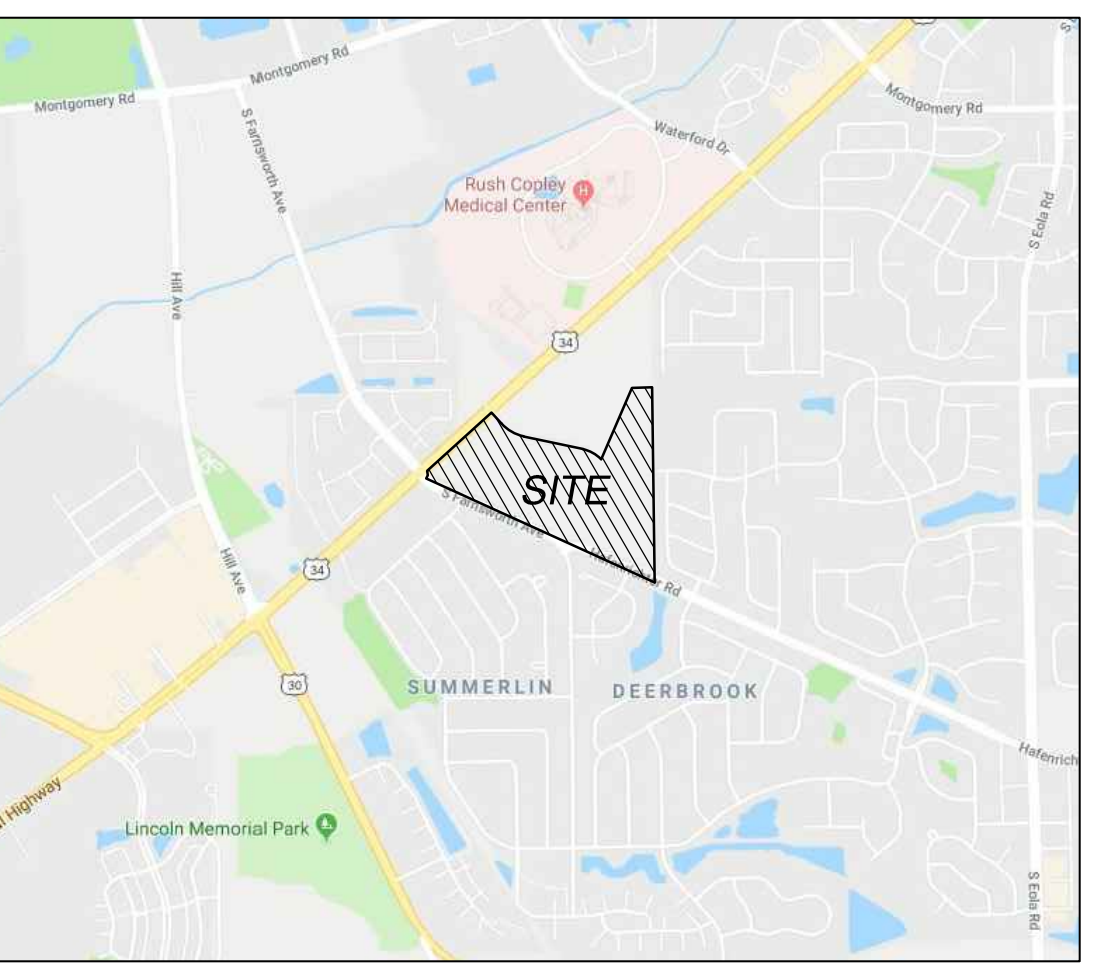 Montgomery Rd
Montgomery Rd
S Farnsworth Ave
Waterford Dr
Montgomery Rd
Rush Copley
Medical Center
H
S Eola Rd
Hill Ave
34
SITE
S Farnsworth Ave
Hafenrichter Rd
Hill Ave
34
30
SUMMERLIN
DEERBROOK
Hafenrich
l Highway
Lincoln Memorial Park
S Eola Rd